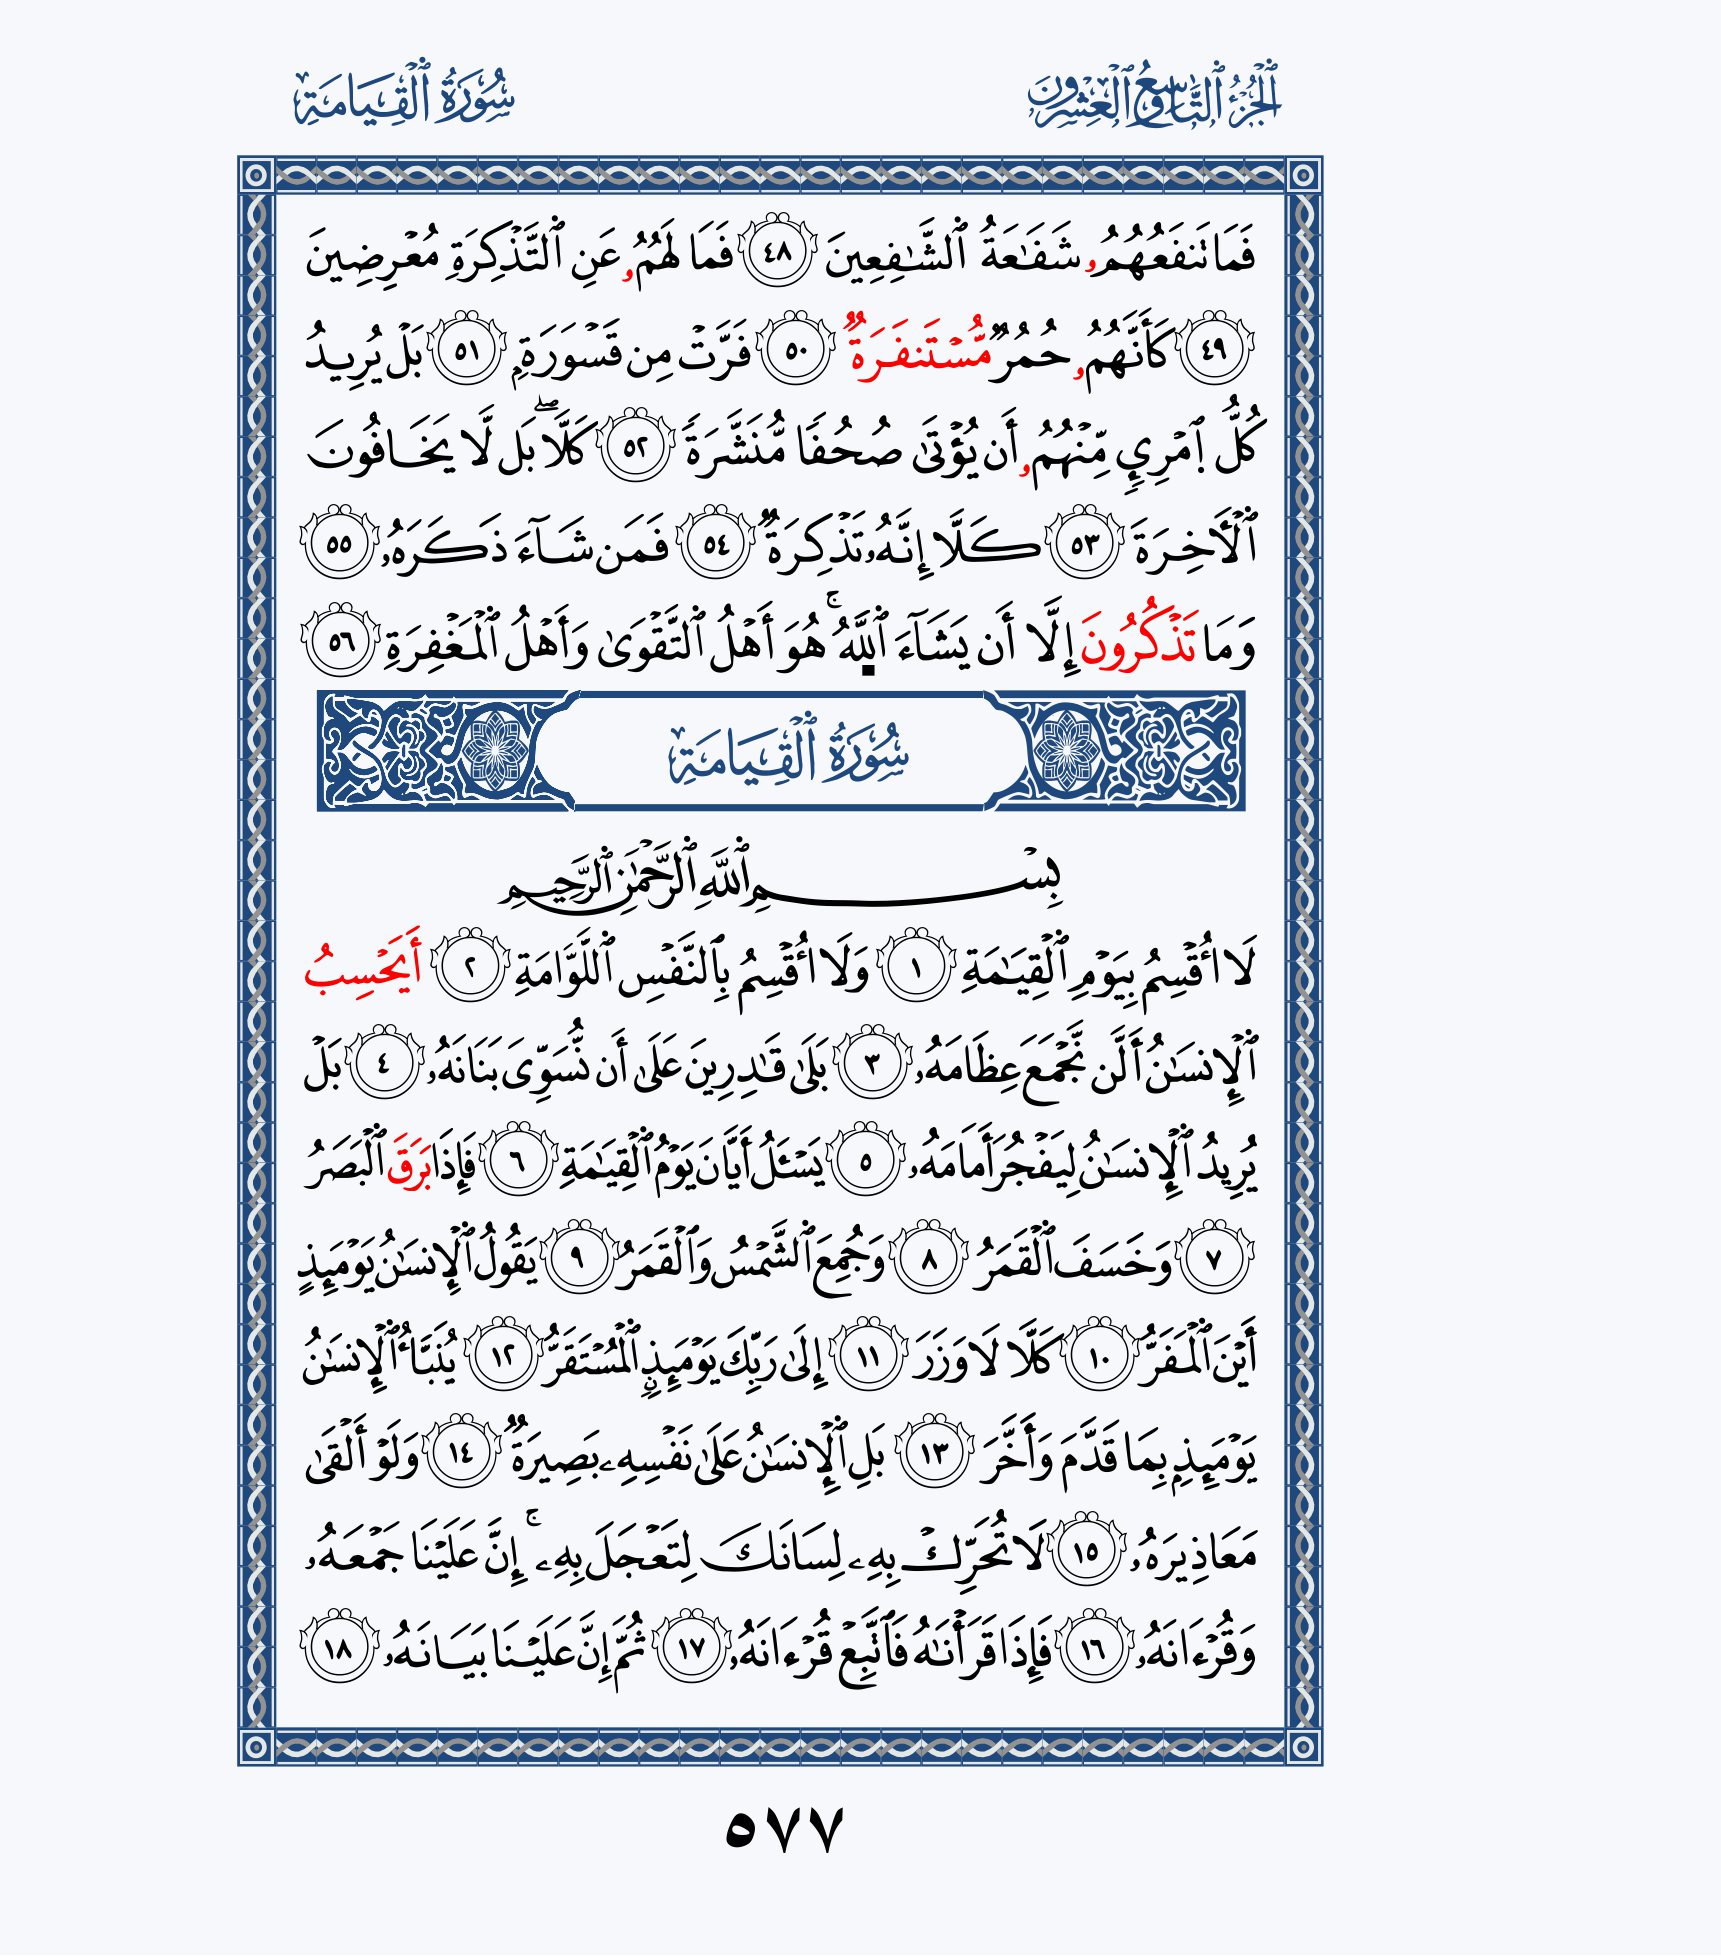 الجُزْءُ ٱلتَّاسِعُ وَٱلْعِشْرُونَ
سُورَةُ ٱلْقِيَامَةِ
فَمَا تَنفَعُهُمُۥ شَفَٰعَةُ ٱلشَّٰفِعِينَ ٤٨ فَمَا لَهُمُۥ عَنِ ٱلتَّذْكِرَةِ مُعْرِضِينَ
٤٩ كَأَنَّهُمُۥ حُمُرٌ مُّسْتَنفَرَةٌ ٥٠ فَرَّتْ مِن قَسْوَرَةِۭ ٥١ بَلْ يُرِيدُ
كُلُّ ٱمْرِيِٕ مِّنْهُمُۥ أَن يُؤْتَىٰ صُحُفًا مُّنَشَّرَةً ٥٢ كَلَّاۖ بَل لَّا يَخَافُونَ
ٱلْأَخِرَةَ ٥٣ كَلَّا إِنَّهُۥ تَذْكِرَةٌ ٥٤ فَمَن شَآءَ ذَكَرَهُۥ ٥٥
وَمَا تَذْكُرُونَ إِلَّا أَن يَشَآءَ ٱللَّهُۚ هُوَ أَهْلُ ٱلتَّقْوَىٰ وَأَهْلُ ٱلْمَغْفِرَةِ ٥٦
سُورَةُ ٱلْقِيَامَةِ
بِسْمِ ٱللَّهِ ٱلرَّحْمَٰنِ ٱلرَّحِيمِ
لَا أُقْسِمُ بِيَوْمِ ٱلْقِيَٰمَةِ ١ وَلَا أُقْسِمُ بِٱلنَّفْسِ ٱللَّوَّامَةِ ٢ أَيَحْسِبُ
ٱلْإِنسَٰنُ أَلَّن نَّجْمَعَ عِظَامَهُۥ ٣ بَلَىٰ قَٰدِرِينَ عَلَىٰ أَن نُّسَوِّىَ بَنَانَهُۥ ٤ بَلْ
يُرِيدُ ٱلْإِنسَٰنُ لِيَفْجُرَ أَمَامَهُۥ ٥ يَسْـَٔلُ أَيَّانَ يَوْمُ ٱلْقِيَٰمَةِ ٦ فَإِذَا بَرَقَ ٱلْبَصَرُ
٧ وَخَسَفَ ٱلْقَمَرُ ٨ وَجُمِعَ ٱلشَّمْسُ وَٱلْقَمَرُ ٩ يَقُولُ ٱلْإِنسَٰنُ يَوْمَئِذٍ
أَيْنَ ٱلْمَفَرُّ ١٠ كَلَّا لَا وَزَرَ ١١ إِلَىٰ رَبِّكَ يَوْمَئِذٍ ٱلْمُسْتَقَرُّ ١٢ يُنَبَّأُ ٱلْإِنسَٰنُ
يَوْمَئِذِۭ بِمَا قَدَّمَ وَأَخَّرَ ١٣ بَلِ ٱلْإِنسَٰنُ عَلَىٰ نَفْسِهِۦ بَصِيرَةٌ ١٤ وَلَوْ أَلْقَىٰ
مَعَاذِيرَهُۥ ١٥ لَا تُحَرِّكْ بِهِۦ لِسَانَكَ لِتَعْجَلَ بِهِۦۚ إِنَّ عَلَيْنَا جَمْعَهُۥ
وَقُرْءَانَهُۥ ١٦ فَإِذَا قَرَأْنَٰهُ فَٱتَّبِعْ قُرْءَانَهُۥ ١٧ ثُمَّ إِنَّ عَلَيْنَا بَيَانَهُۥ ١٨
٥٧٧